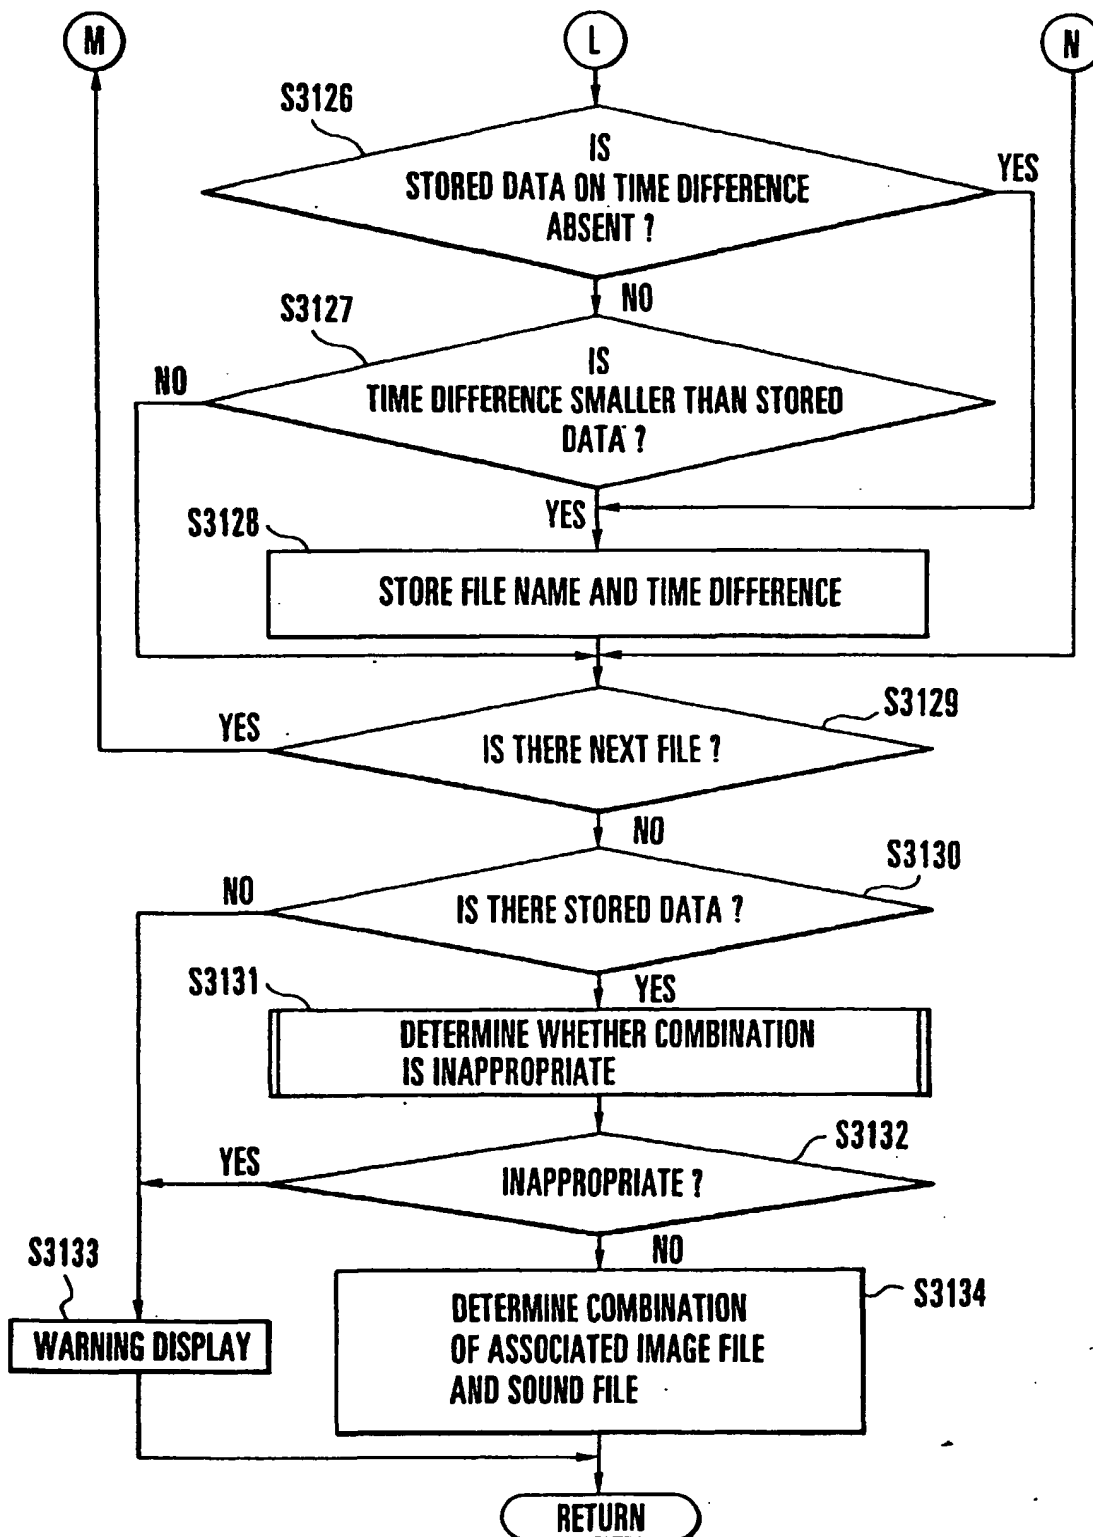 M
L
N
S3126
IS
STORED DATA ON TIME DIFFERENCE
ABSENT ?
YES
NO
S3127
IS
TIME DIFFERENCE SMALLER THAN STORED
DATA ?
NO
YES
S3128
STORE FILE NAME AND TIME DIFFERENCE
S3129
IS THERE NEXT FILE ?
YES
NO
S3130
IS THERE STORED DATA ?
NO
YES
S3131
DETERMINE WHETHER COMBINATION
IS INAPPROPRIATE
S3132
INAPPROPRIATE ?
YES
NO
S3133
WARNING DISPLAY
S3134
DETERMINE COMBINATION
OF ASSOCIATED IMAGE FILE
AND SOUND FILE
RETURN